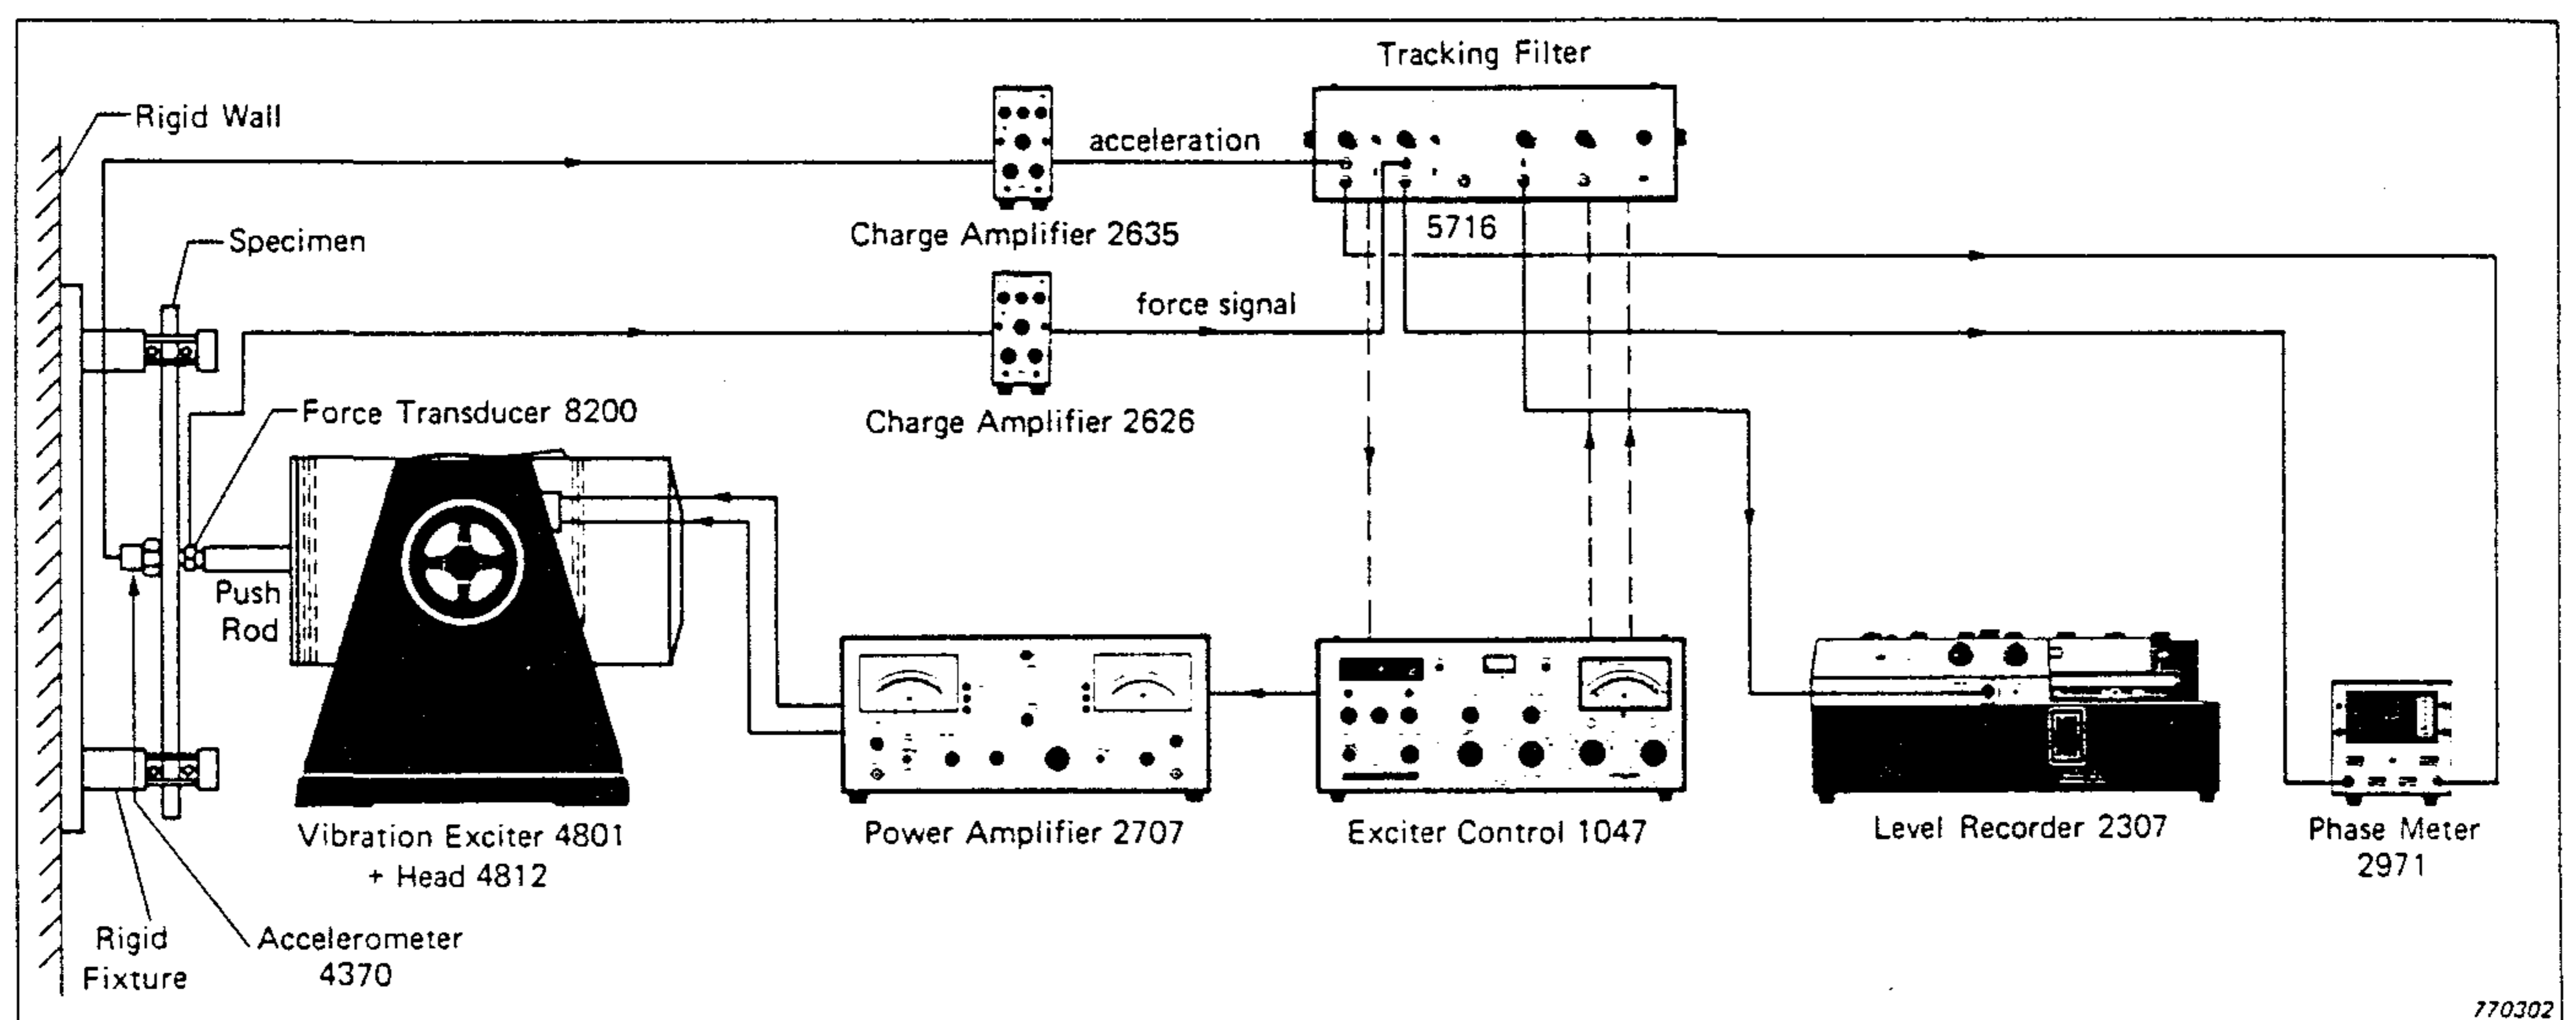 Tracking Filter
Rigid Wall
acceleration
Charge Amplifier 2635
5716
Specimen
force signal
Charge Amplifier 2626
Force Transducer 8200
Push
Rod
Vibration Exciter 4801
+ Head 4812
Power Amplifier 2707
Exciter Control 1047
Level Recorder 2307
Phase Meter
2971
Rigid
Fixture
Accelerometer
4370
770302